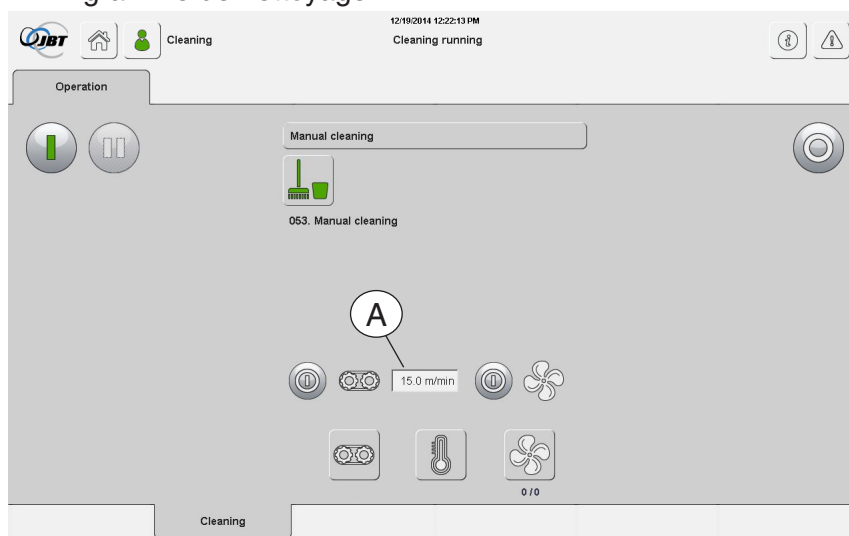 12/19/2014 12:22:13 PM
JBT
Cleaning
Cleaning running
Operation
Manual cleaning
053. Manual cleaning
A
15.0 m/min
0 / 0
Cleaning